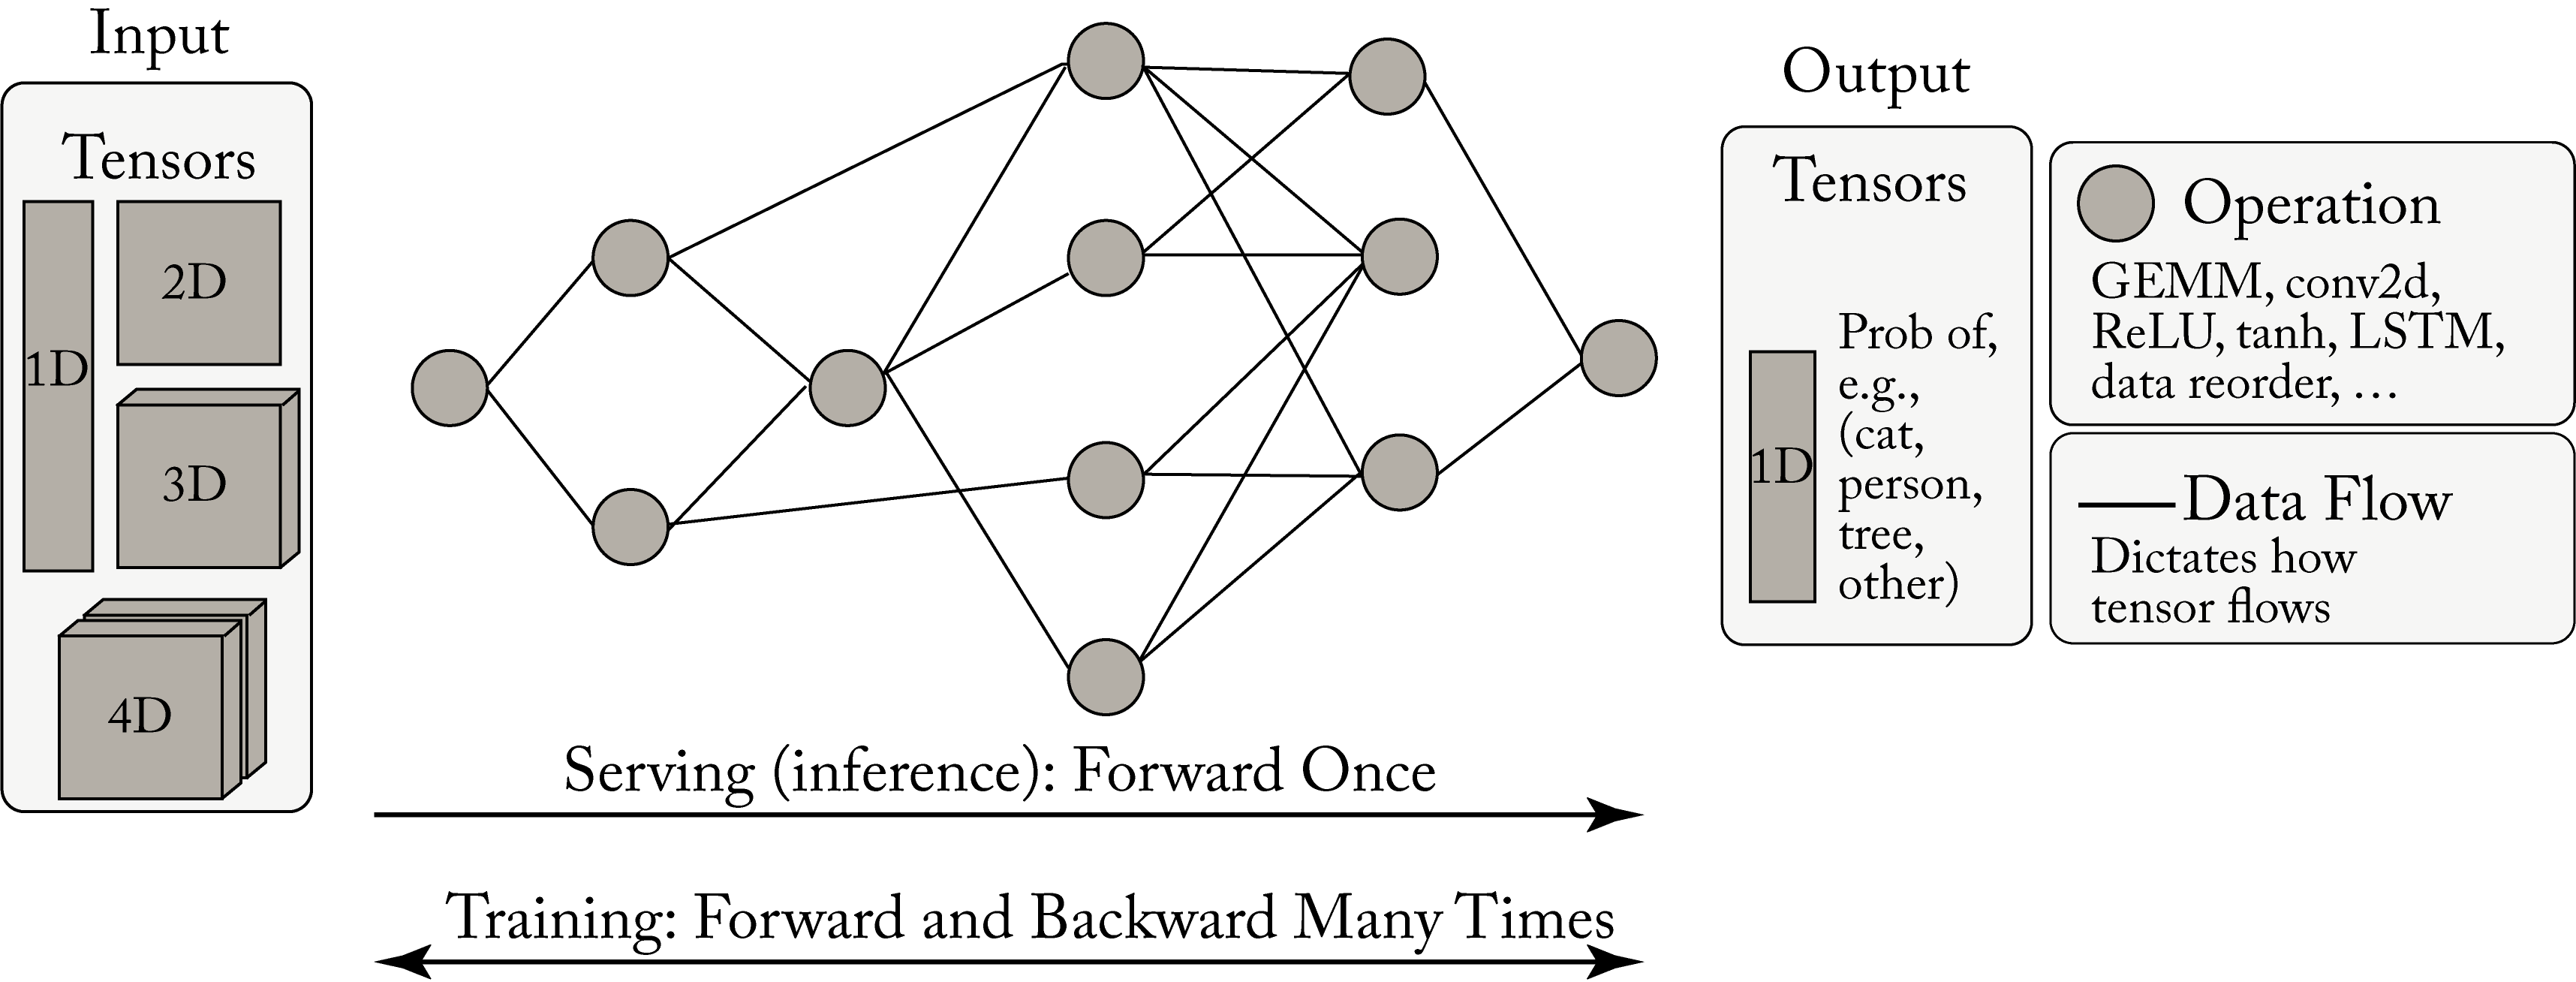 Input
Tensors
1D
2D
3D
4D
Serving (inference): Forward Once
Training: Forward and Backward Many Times
Output
Tensors
1D
Prob of,
e.g.,
(cat,
person,
tree,
other)
Operation
GEMM, conv2d,
ReLU, tanh, LSTM,
data reorder, …
Data Flow
Dictates how
tensor flows